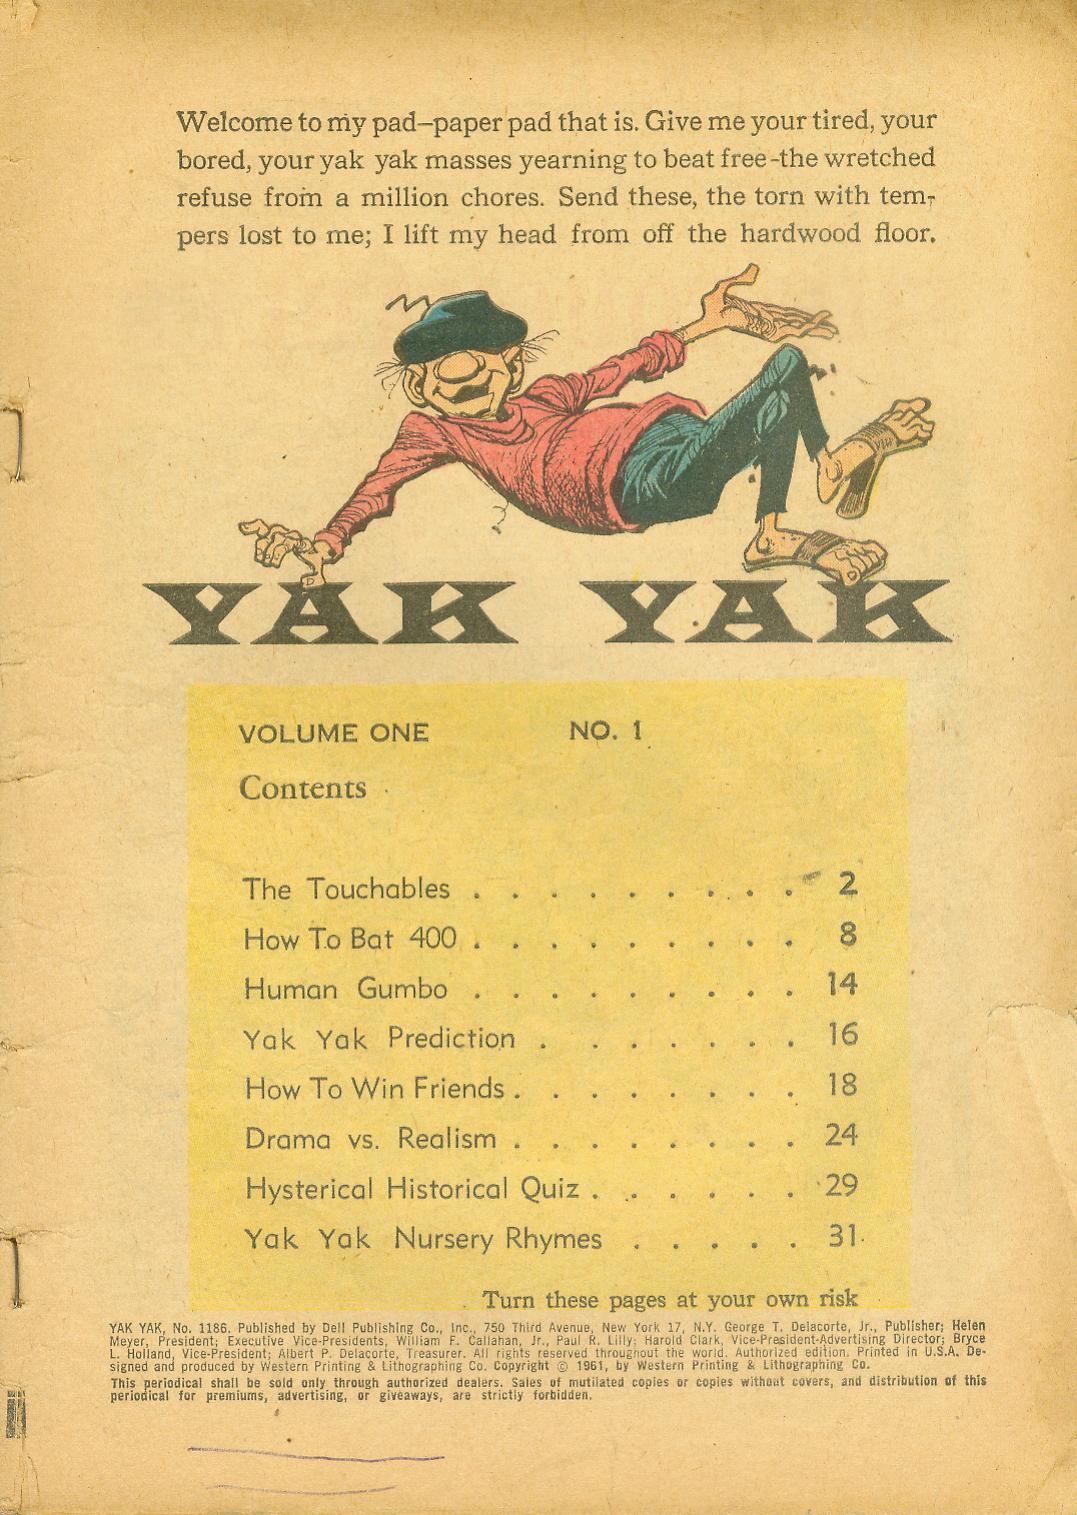 Welcome to my pad–paper pad that is. Give me your tired, your
bored, your yak yak masses yearning to beat free-the wretched
refuse from a million chores. Send these, the torn with tem-
pers lost to me; I lift my head from off the hardwood floor.
YAK YAK
VOLUME ONE NO. 1
Contents
The Touchables . . . . . . . . . . 2
How To Bat 400 . . . . . . . . . 8
Human Gumbo . . . . . . . . . 14
Yak Yak Prediction . . . . . . . 16
How To Win Friends . . . . . . . . 18
Drama vs. Realism . . . . . . . . 24
Hysterical Historical Quiz . . . . . . 29
Yak Yak Nursery Rhymes . . . . . 31
Turn these pages at your own risk
YAK YAK, No. 1186. Published by Dell Publishing Co., Inc., 750 Third Avenue, New York 17, N.Y. George T. Delacorte, Jr., Publisher; Helen
Meyer, President; Executive Vice-Presidents, William F. Callahan, Jr., Paul R. Lilly; Harold Clark, Vice-President-Advertising Director; Bryce
L. Holland, Vice-President; Albert P. Delacorte, Treasurer. All rights reserved throughout the world. Authorized edition. Printed in U.S.A. De-
signed and produced by Western Printing & Lithographing Co. Copyright © 1961, by Western Printing & Lithographing Co.
This periodical shall be sold only through authorized dealers. Sales of mutilated copies or copies without covers, and distribution of this
periodical for premiums, advertising, or giveaways, are strictly forbidden.